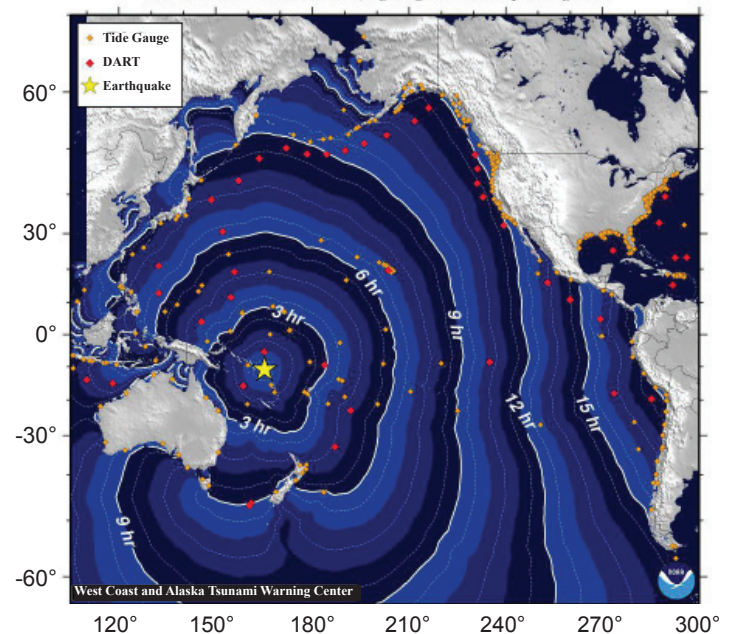 Tide Gauge
DART
Earthquake
60°
30°
0°
-30°
-60°
6 hr
3 hr
9 hr
3 hr
12 hr
15 hr
9 hr
NOAA
West Coast and Alaska Tsunami Warning Center
120°
150°
180°
210°
240°
270°
300°